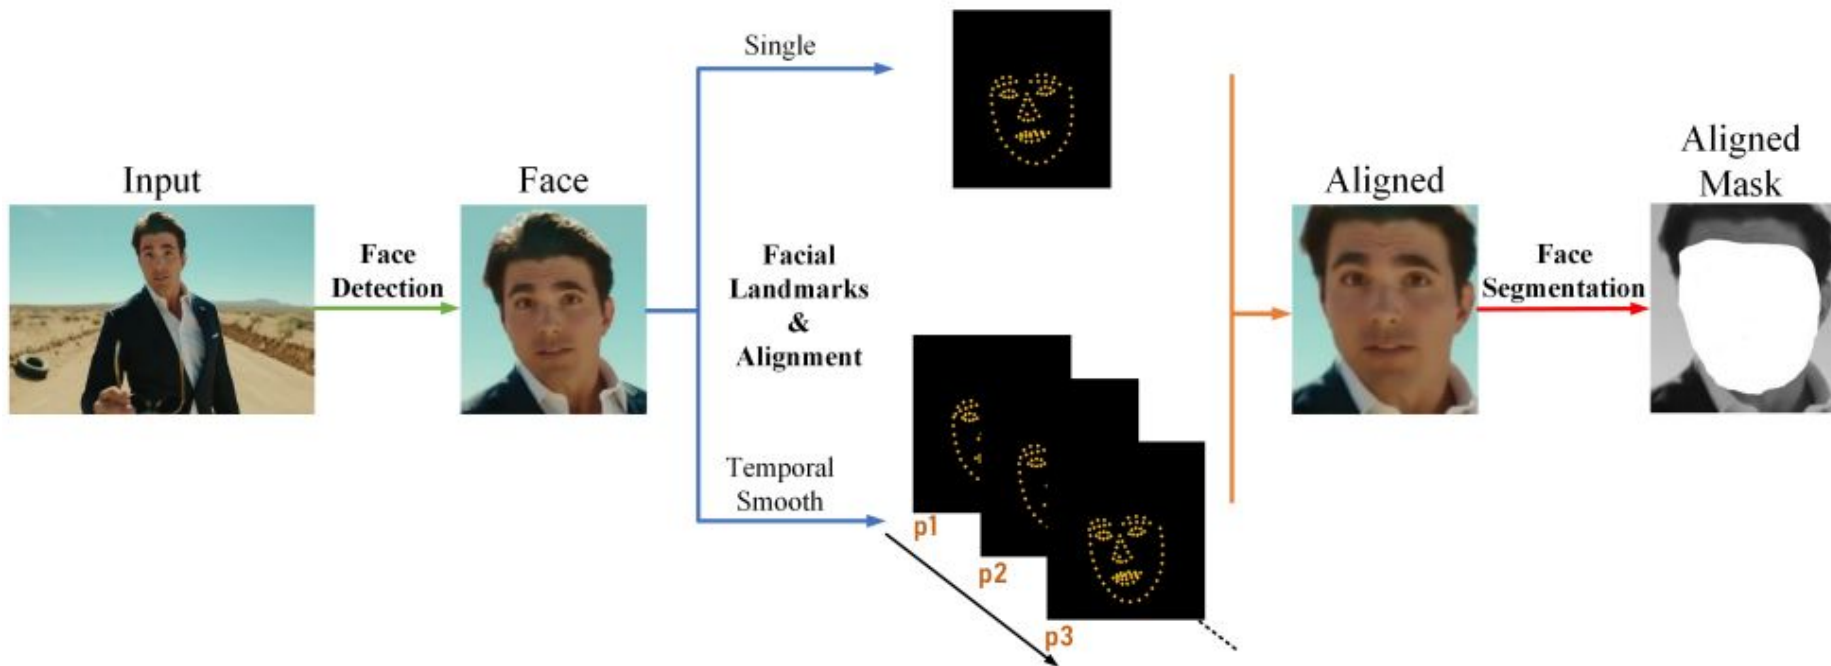 Single
Input
Face
Detection
Face
Facial
Landmarks
&
Alignment
Temporal
Smooth
p1
p2
p3
Aligned
Face
Segmentation
Aligned
Mask